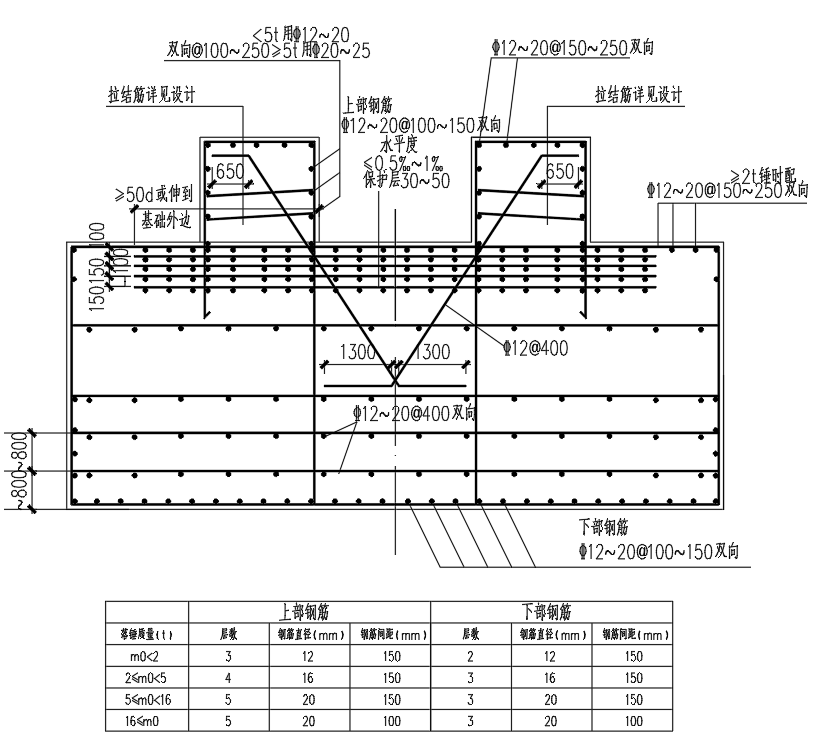 <5t用Φ12~20
双向@100~250≥5t用Φ20~25
Φ12~20@150~250双向
拉结筋详见设计
拉结筋详见设计
上部钢筋
Φ12~20@100~150双向
水平度
≤0.5‰~1‰
保护层30~50
650
650
≥50d或伸到
基础外边
≥2t锤时配
Φ12~20@150~250双向
100
100
150
150
Φ12@400
1300
1300
Φ12~20@400双向
~800
~800
下部钢筋
Φ12~20@100~150双向
上部钢筋 下部钢筋
落锤质量(t) 层数 钢筋直径(mm) 钢筋间距(mm) 层数 钢筋直径(mm) 钢筋间距(mm)
m0<2 3 12 150 2 12 150
2≤m0<5 4 16 150 3 16 150
5≤m0<16 5 20 150 3 20 150
16≤m0 5 20 100 3 20 100